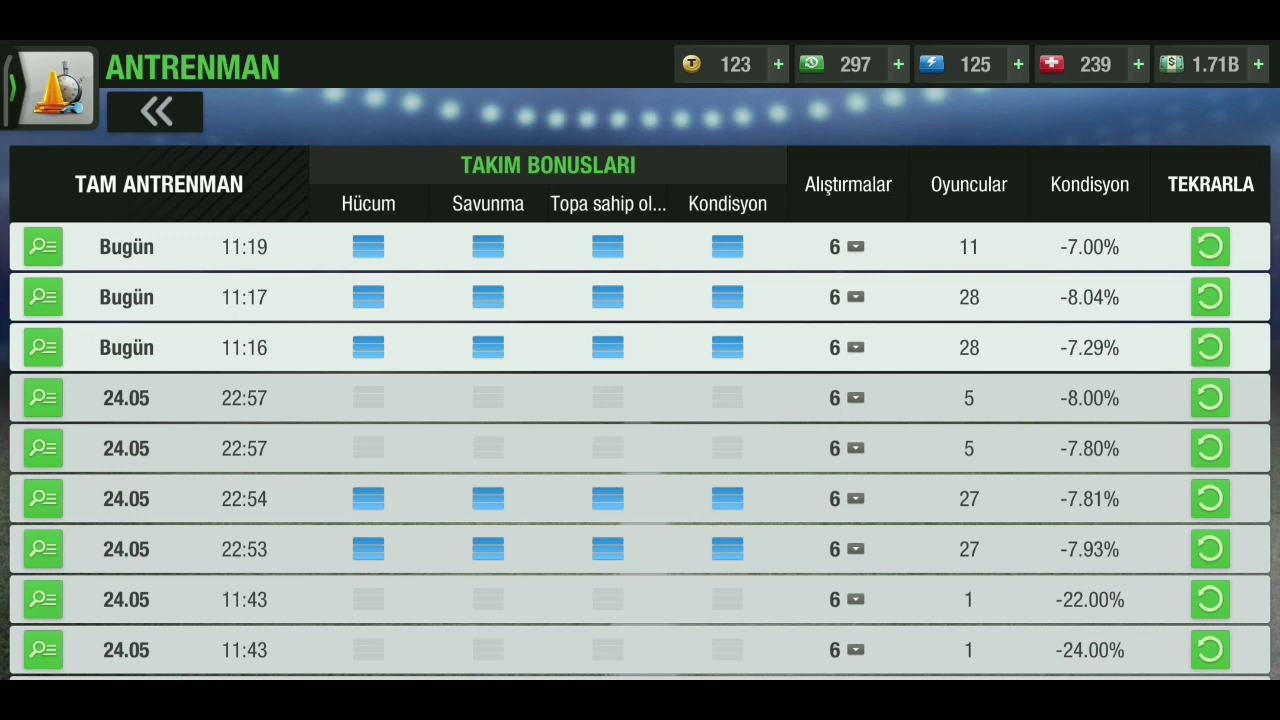 ANTRENMAN
T 123 + 297 + 125 + 239 + $ 1.71B +
TAM ANTRENMAN
TAKIM BONUSLARI
Hücum Savunma Topa sahip ol... Kondisyon
Alıştırmalar Oyuncular Kondisyon TEKRARLA
Bugün 11:19 6 11 -7.00%
Bugün 11:17 6 28 -8.04%
Bugün 11:16 6 28 -7.29%
24.05 22:57 6 5 -8.00%
24.05 22:57 6 5 -7.80%
24.05 22:54 6 27 -7.81%
24.05 22:53 6 27 -7.93%
24.05 11:43 6 1 -22.00%
24.05 11:43 6 1 -24.00%